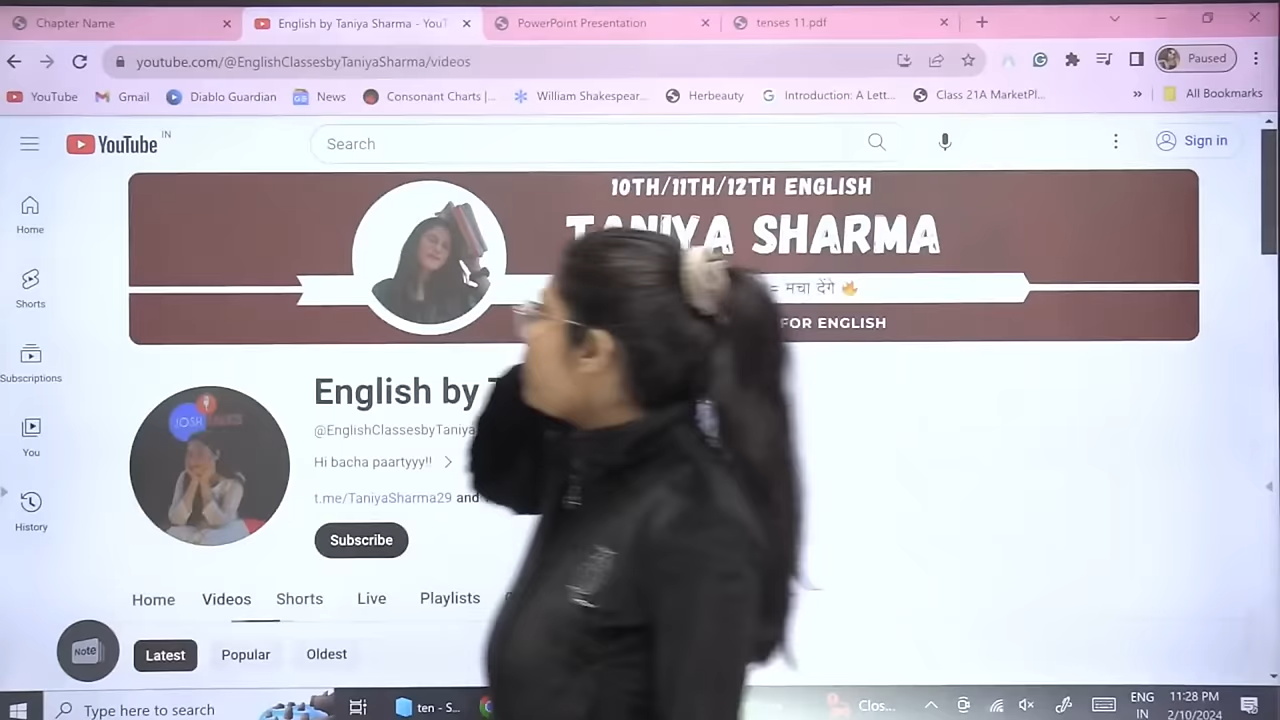 Chapter Name
English by Taniya Sharma - YouT
PowerPoint Presentation
tenses 11.pdf
youtube.com/@EnglishClassesbyTaniyaSharma/videos
Paused
YouTube
Gmail
Diablo Guardian
News
Consonant Charts |...
William Shakespear...
Herbeauty
Introduction: A Lett...
Class 21A MarketPl...
»
All Bookmarks
YouTube IN
Search
Sign in
Home
Shorts
Subscriptions
You
History
10TH/11TH/12TH ENGLISH
TANIYA SHARMA
= मचा देंगे 🔥
FOR ENGLISH
JOSH
English by
@EnglishClassesbyTaniya
Hi bacha paartyyy!! >
t.me/TaniyaSharma29 and
Subscribe
Home
Videos
Shorts
Live
Playlists
Note
Latest
Popular
Oldest
Type here to search
ten - S...
Clos...
ENG
IN
11:28 PM
2/10/2024